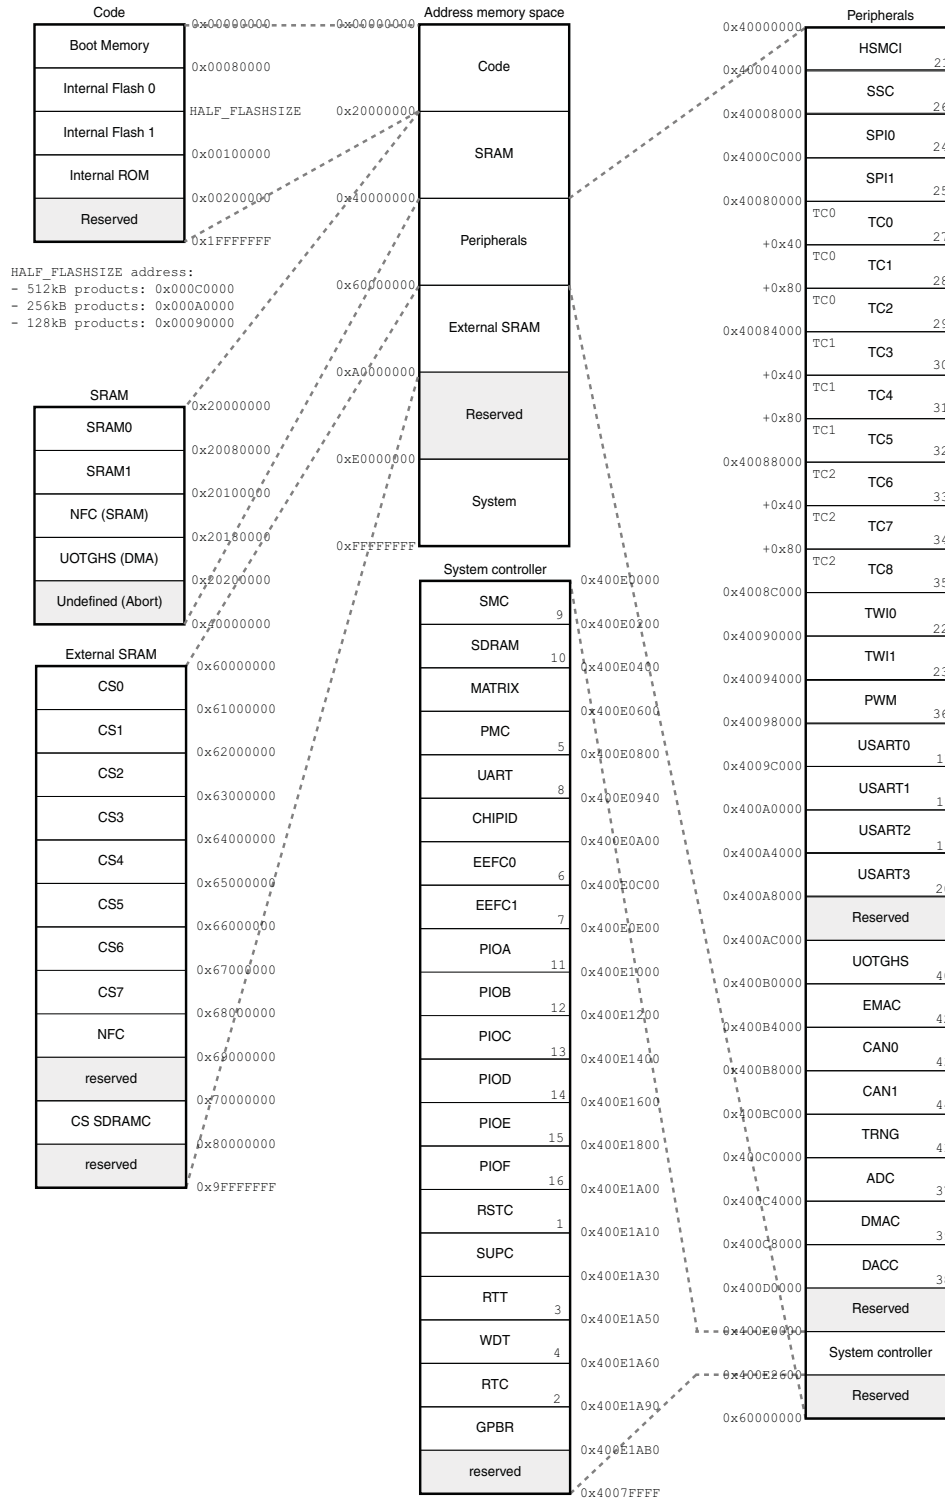 Code
0x00000000
Boot Memory
0x00080000
Internal Flash 0
HALF_FLASHSIZE
Internal Flash 1
0x00100000
Internal ROM
0x00200000
Reserved
0x1FFFFFFF
HALF_FLASHSIZE address:
- 512kB products: 0x000C0000
- 256kB products: 0x000A0000
- 128kB products: 0x00090000
SRAM
0x20000000
SRAM0
0x20080000
SRAM1
0x20100000
NFC (SRAM)
0x20180000
UOTGHS (DMA)
0x20200000
Undefined (Abort)
0x40000000
External SRAM
0x60000000
CS0
0x61000000
CS1
0x62000000
CS2
0x63000000
CS3
0x64000000
CS4
0x65000000
CS5
0x66000000
CS6
0x67000000
CS7
0x68000000
NFC
0x69000000
reserved
0x70000000
CS SDRAMC
0x80000000
reserved
0x9FFFFFFF
Address memory space
0x00000000
Code
0x20000000
SRAM
0x40000000
Peripherals
0x60000000
External SRAM
0xA0000000
Reserved
0xE0000000
System
0xFFFFFFFF
System controller
0x400E0000
SMC
9
0x400E0200
SDRAM
10
0x400E0400
MATRIX
0x400E0600
PMC
5
0x400E0800
UART
8
0x400E0940
CHIPID
0x400E0A00
EEFC0
6
0x400E0C00
EEFC1
7
0x400E0E00
PIOA
11
0x400E1000
PIOB
12
0x400E1200
PIOC
13
0x400E1400
PIOD
14
0x400E1600
PIOE
15
0x400E1800
PIOF
16
0x400E1A00
RSTC
1
0x400E1A10
SUPC
0x400E1A30
RTT
3
0x400E1A50
WDT
4
0x400E1A60
RTC
2
0x400E1A90
GPBR
0x400E1AB0
reserved
0x4007FFFF
Peripherals
0x40000000
HSMCI
21
0x40004000
SSC
26
0x40008000
SPI0
24
0x4000C000
SPI1
25
0x40080000
TC0
TC0
27
+0x40
TC0
TC1
28
+0x80
TC0
TC2
29
0x40084000
TC1
TC3
30
+0x40
TC1
TC4
31
+0x80
TC1
TC5
32
0x40088000
TC2
TC6
33
+0x40
TC2
TC7
34
+0x80
TC2
TC8
35
0x4008C000
TWI0
22
0x40090000
TWI1
23
0x40094000
PWM
36
0x40098000
USART0
1
0x4009C000
USART1
1
0x400A0000
USART2
1
0x400A4000
USART3
20
0x400A8000
Reserved
0x400AC000
UOTGHS
40
0x400B0000
EMAC
0x400B4000
CAN0
0x400B8000
CAN1
0x400BC000
TRNG
0x400C0000
ADC
37
0x400C4000
DMAC
0x400C8000
DACC
38
0x400D0000
Reserved
0x400E0000
System controller
0x400E2600
Reserved
0x60000000